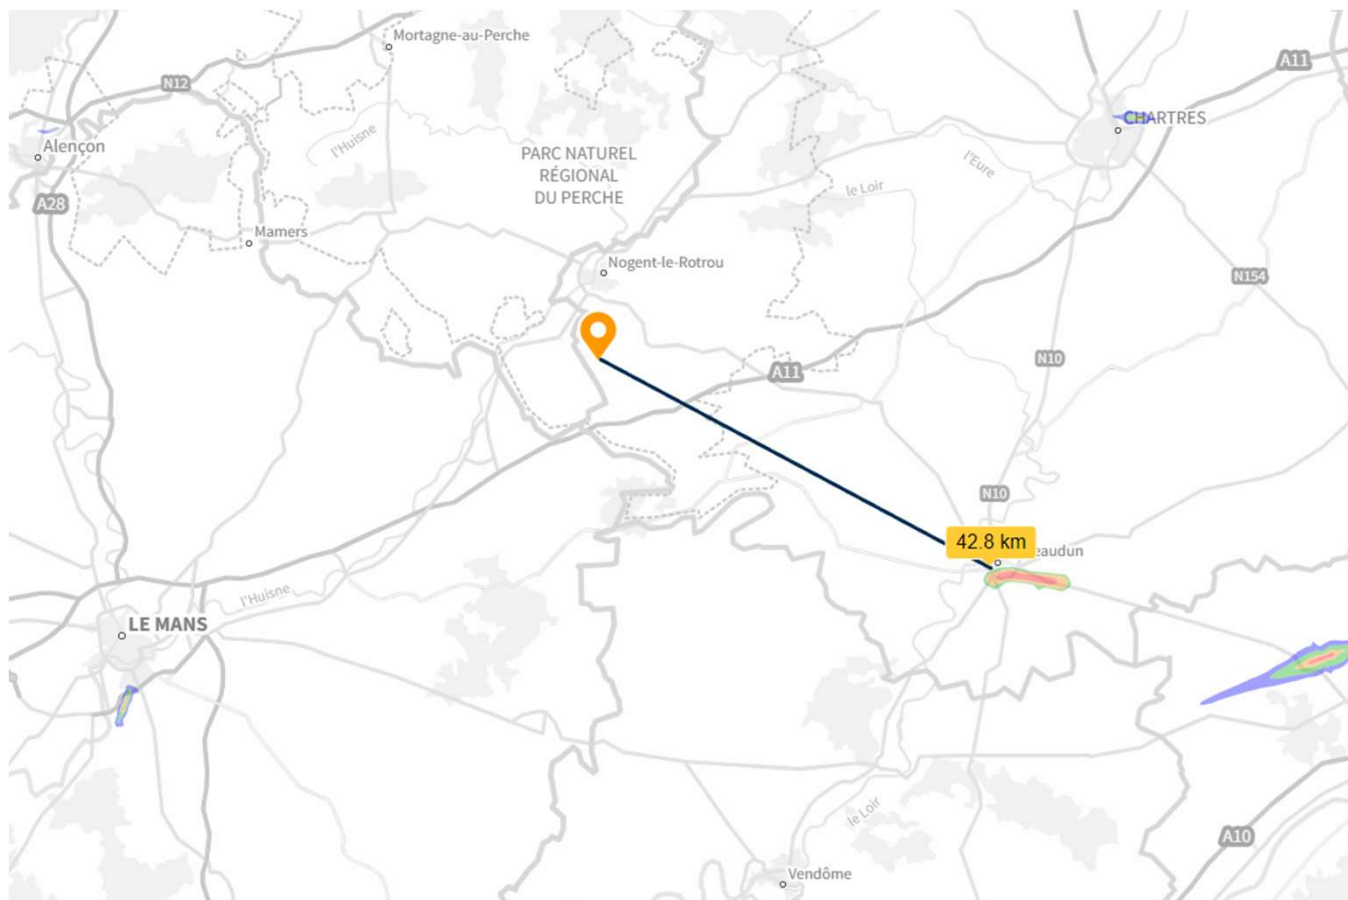 Mortagne-au-Perche
A11
N12
CHARTRES
l'Huisne
Alençon
PARC NATUREL
RÉGIONAL
DU PERCHE
l'Eure
le Loir
A28
Mamers
Nogent-le-Rotrou
N154
N10
A11
N10
42.8 km
eaudun
l'Huisne
LE MANS
le Loir
A10
Vendôme